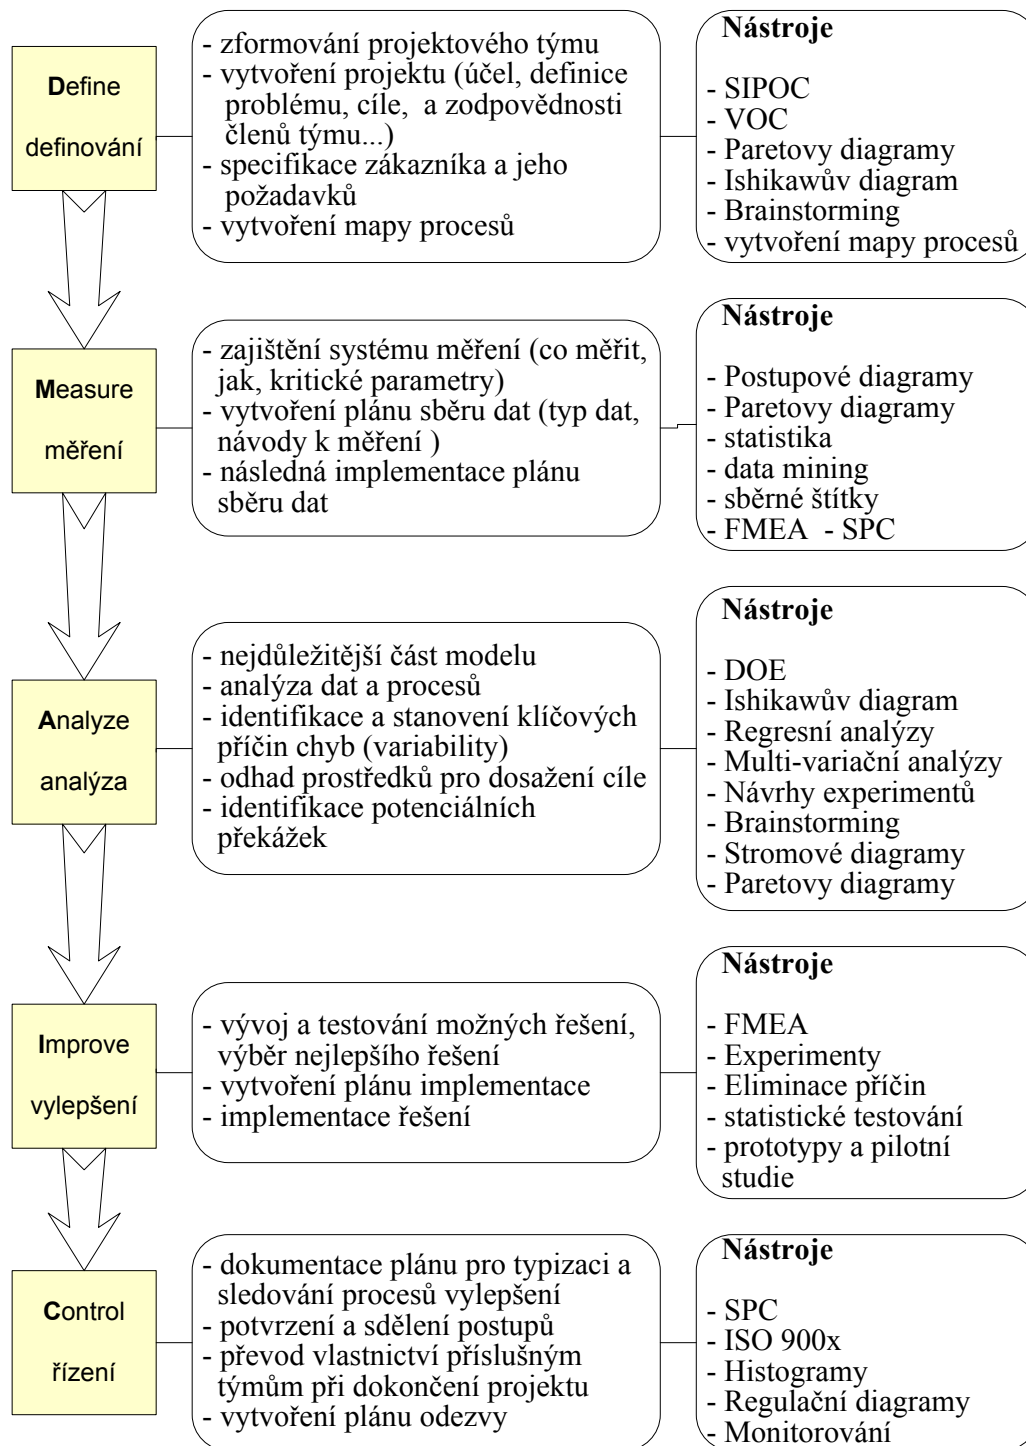 Define
definování
- zformování projektového týmu
- vytvoření projektu (účel, definice
problému, cíle,  a zodpovědnosti
členů týmu...)
- specifikace zákazníka a jeho
požadavků
- vytvoření mapy procesů
Nástroje
- SIPOC
- VOC
- Paretovy diagramy
- Ishikawův diagram
- Brainstorming
- vytvoření mapy procesů
Measure
měření
- zajištění systému měření (co měřit,
jak, kritické parametry)
- vytvoření plánu sběru dat (typ dat,
návody k měření )
- následná implementace plánu
sběru dat
Nástroje
- Postupové diagramy
- Paretovy diagramy
- statistika
- data mining
- sběrné štítky
- FMEA  - SPC
Analyze
analýza
- nejdůležitější část modelu
- analýza dat a procesů
- identifikace a stanovení klíčových
příčin chyb (variability)
- odhad prostředků pro dosažení cíle
- identifikace potenciálních
překážek
Nástroje
- DOE
- Ishikawův diagram
- Regresní analýzy
- Multi-variační analýzy
- Návrhy experimentů
- Brainstorming
- Stromové diagramy
- Paretovy diagramy
Improve
vylepšení
- vývoj a testování možných řešení,
výběr nejlepšího řešení
- vytvoření plánu implementace
- implementace řešení
Nástroje
- FMEA
- Experimenty
- Eliminace příčin
- statistické testování
- prototypy a pilotní
studie
Control
řízení
- dokumentace plánu pro typizaci a
sledování procesů vylepšení
- potvrzení a sdělení postupů
- převod vlastnictví příslušným
týmům při dokončení projektu
- vytvoření plánu odezvy
Nástroje
- SPC
- ISO 900x
- Histogramy
- Regulační diagramy
- Monitorování